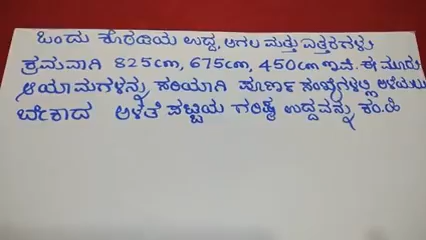 ಒಂದು ಕೊಠಡಿಯ ಉದ್ದ, ಅಗಲ ಮತ್ತು ಎತ್ತರಗಳು
ಕ್ರಮವಾಗಿ 825cm, 675cm, 450cm ಇವೆ. ಈ ಮೂರು
ಆಯಾಮಗಳನ್ನು ಸರಿಯಾಗಿ ಪೂರ್ಣ ಸಂಖ್ಯೆಗಳಲ್ಲಿ ಅಳೆಯಲು
ಬೇಕಾದ ಅಳತೆ ಪಟ್ಟಿಯ ಗರಿಷ್ಠ ಉದ್ದವನ್ನು ಕಂ.ಹಿ